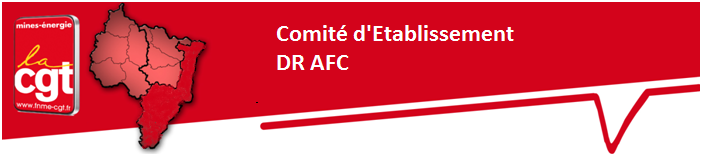 mines-énergie
la
cgt
www.fnme-cgt.fr
Comité d'Etablissement
DR AFC